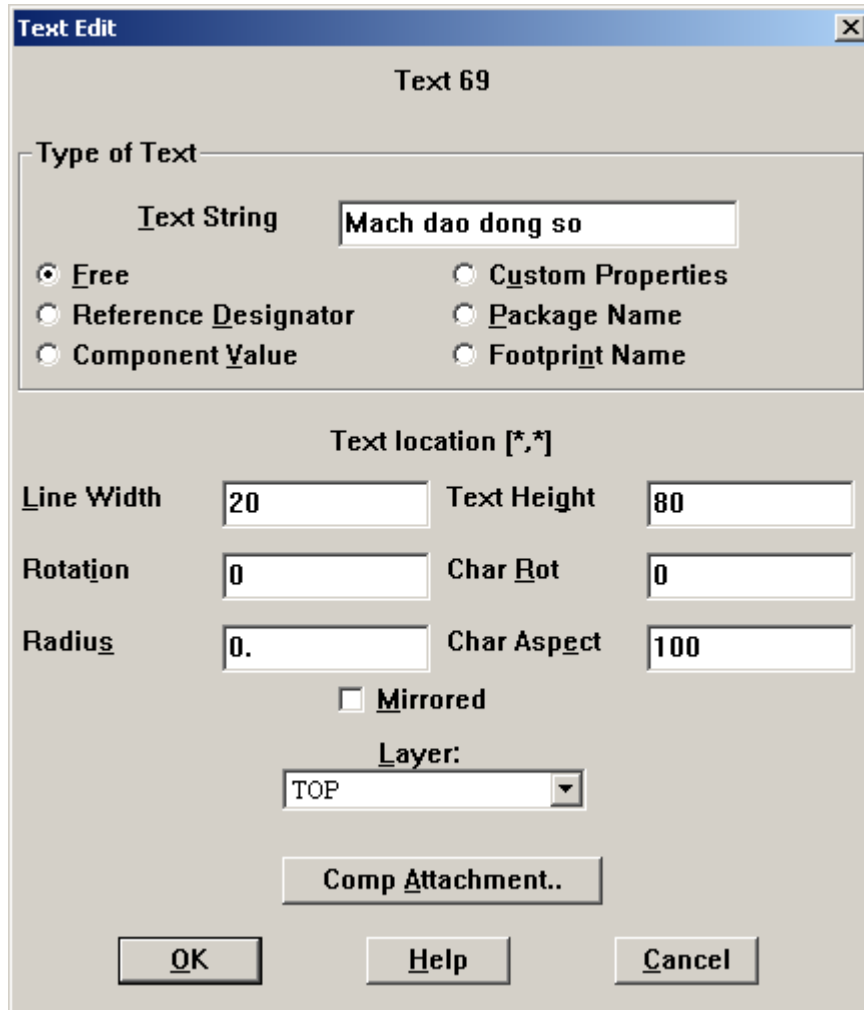 Text Edit
Text 69
Type of Text
Text String Mach dao dong so
Free Custom Properties
Reference Designator Package Name
Component Value Footprint Name
Text location [*,*]
Line Width 20 Text Height 80
Rotation 0 Char Rot 0
Radius 0. Char Aspect 100
Mirrored
Layer:
TOP
Comp Attachment..
OK Help Cancel